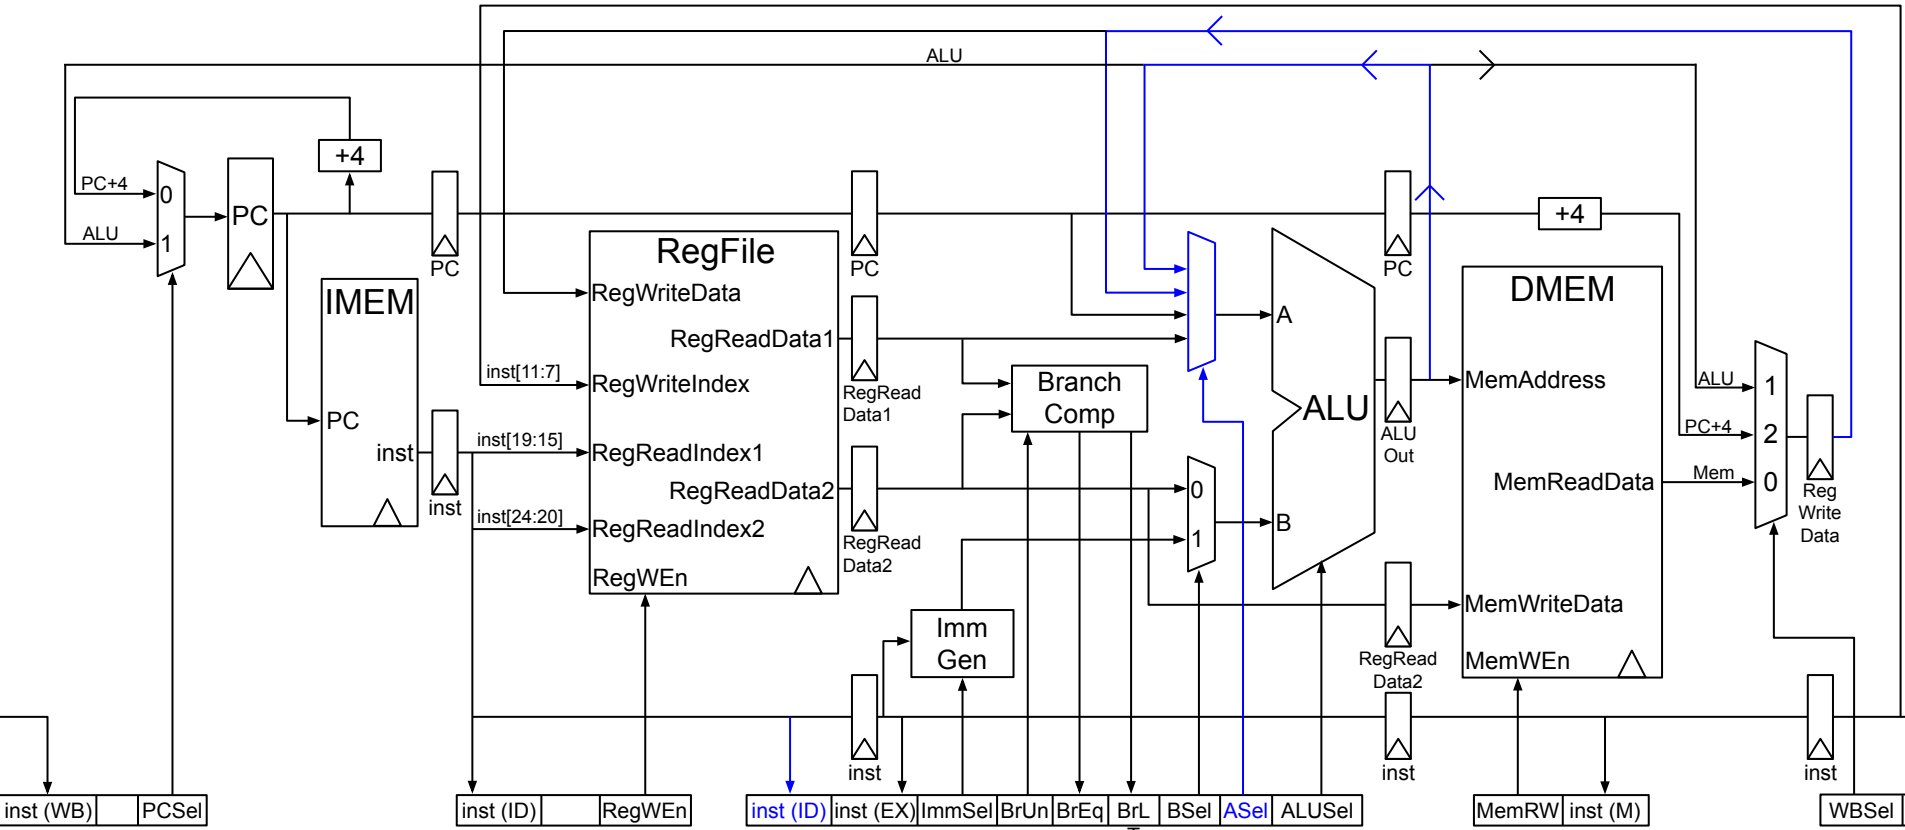 ALU
+4
PC+4
0
ALU
1
PC
PC
PC
PC
+4
IMEM
PC
inst
inst
RegFile
RegWriteData
RegReadData1
inst[11:7]
RegWriteIndex
inst[19:15]
RegReadIndex1
RegReadData2
inst[24:20]
RegReadIndex2
RegWEn
RegRead
Data1
RegRead
Data2
Branch
Comp
Imm
Gen
0
1
A
ALU
B
ALU
Out
DMEM
MemAddress
MemReadData
MemWriteData
MemWEn
RegRead
Data2
ALU
1
PC+4
2
Mem
0
Reg
Write
Data
inst
inst
inst
inst (WB)
PCSel
inst (ID)
RegWEn
inst (ID)
inst (EX)
ImmSel
BrUn
BrEq
BrL
BSel
ASel
ALUSel
MemRW
inst (M)
WBSel